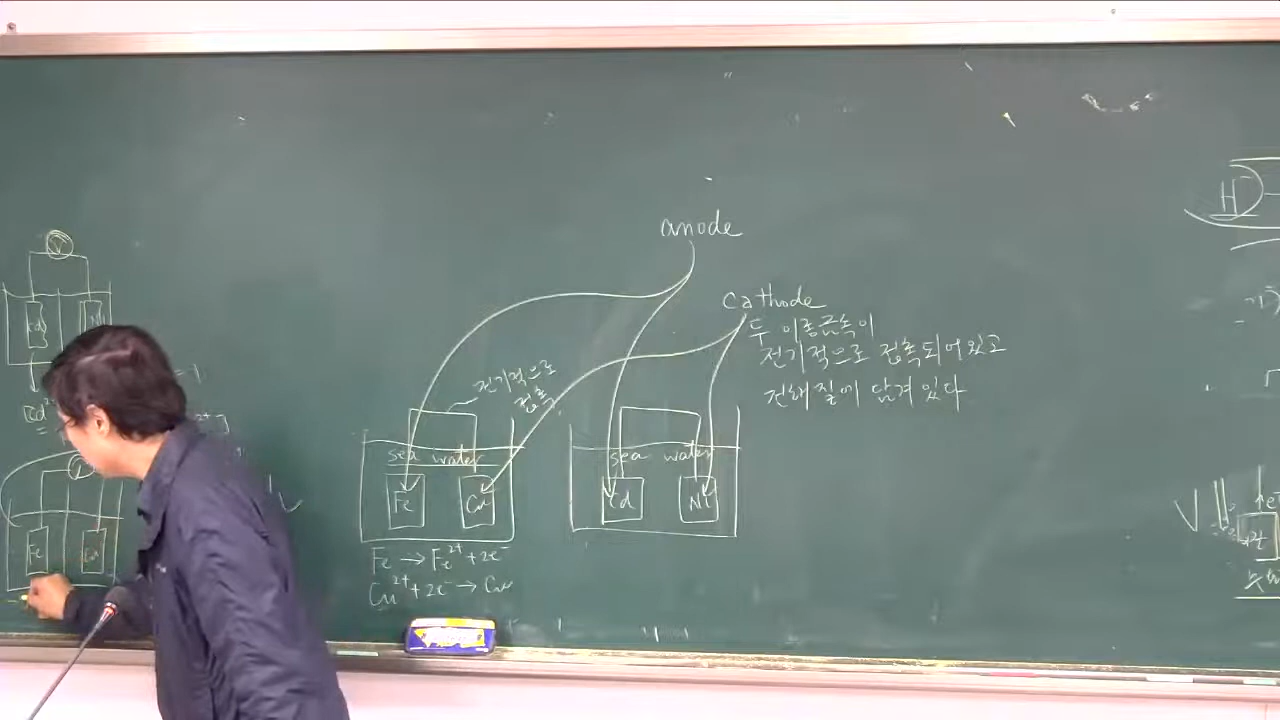 V
Cd
Cd²
V
Fe
Cu
anode
cathode
두 이종금속이
전기적으로 접촉되어있고
전해질에 담겨있다
전기적으로
접촉
sea water
Fe
Cu
sea water
Cd
Ni
Fe → Fe²⁺ + 2e⁻
Cu²⁺ + 2e⁻ → Cu
H
V
e